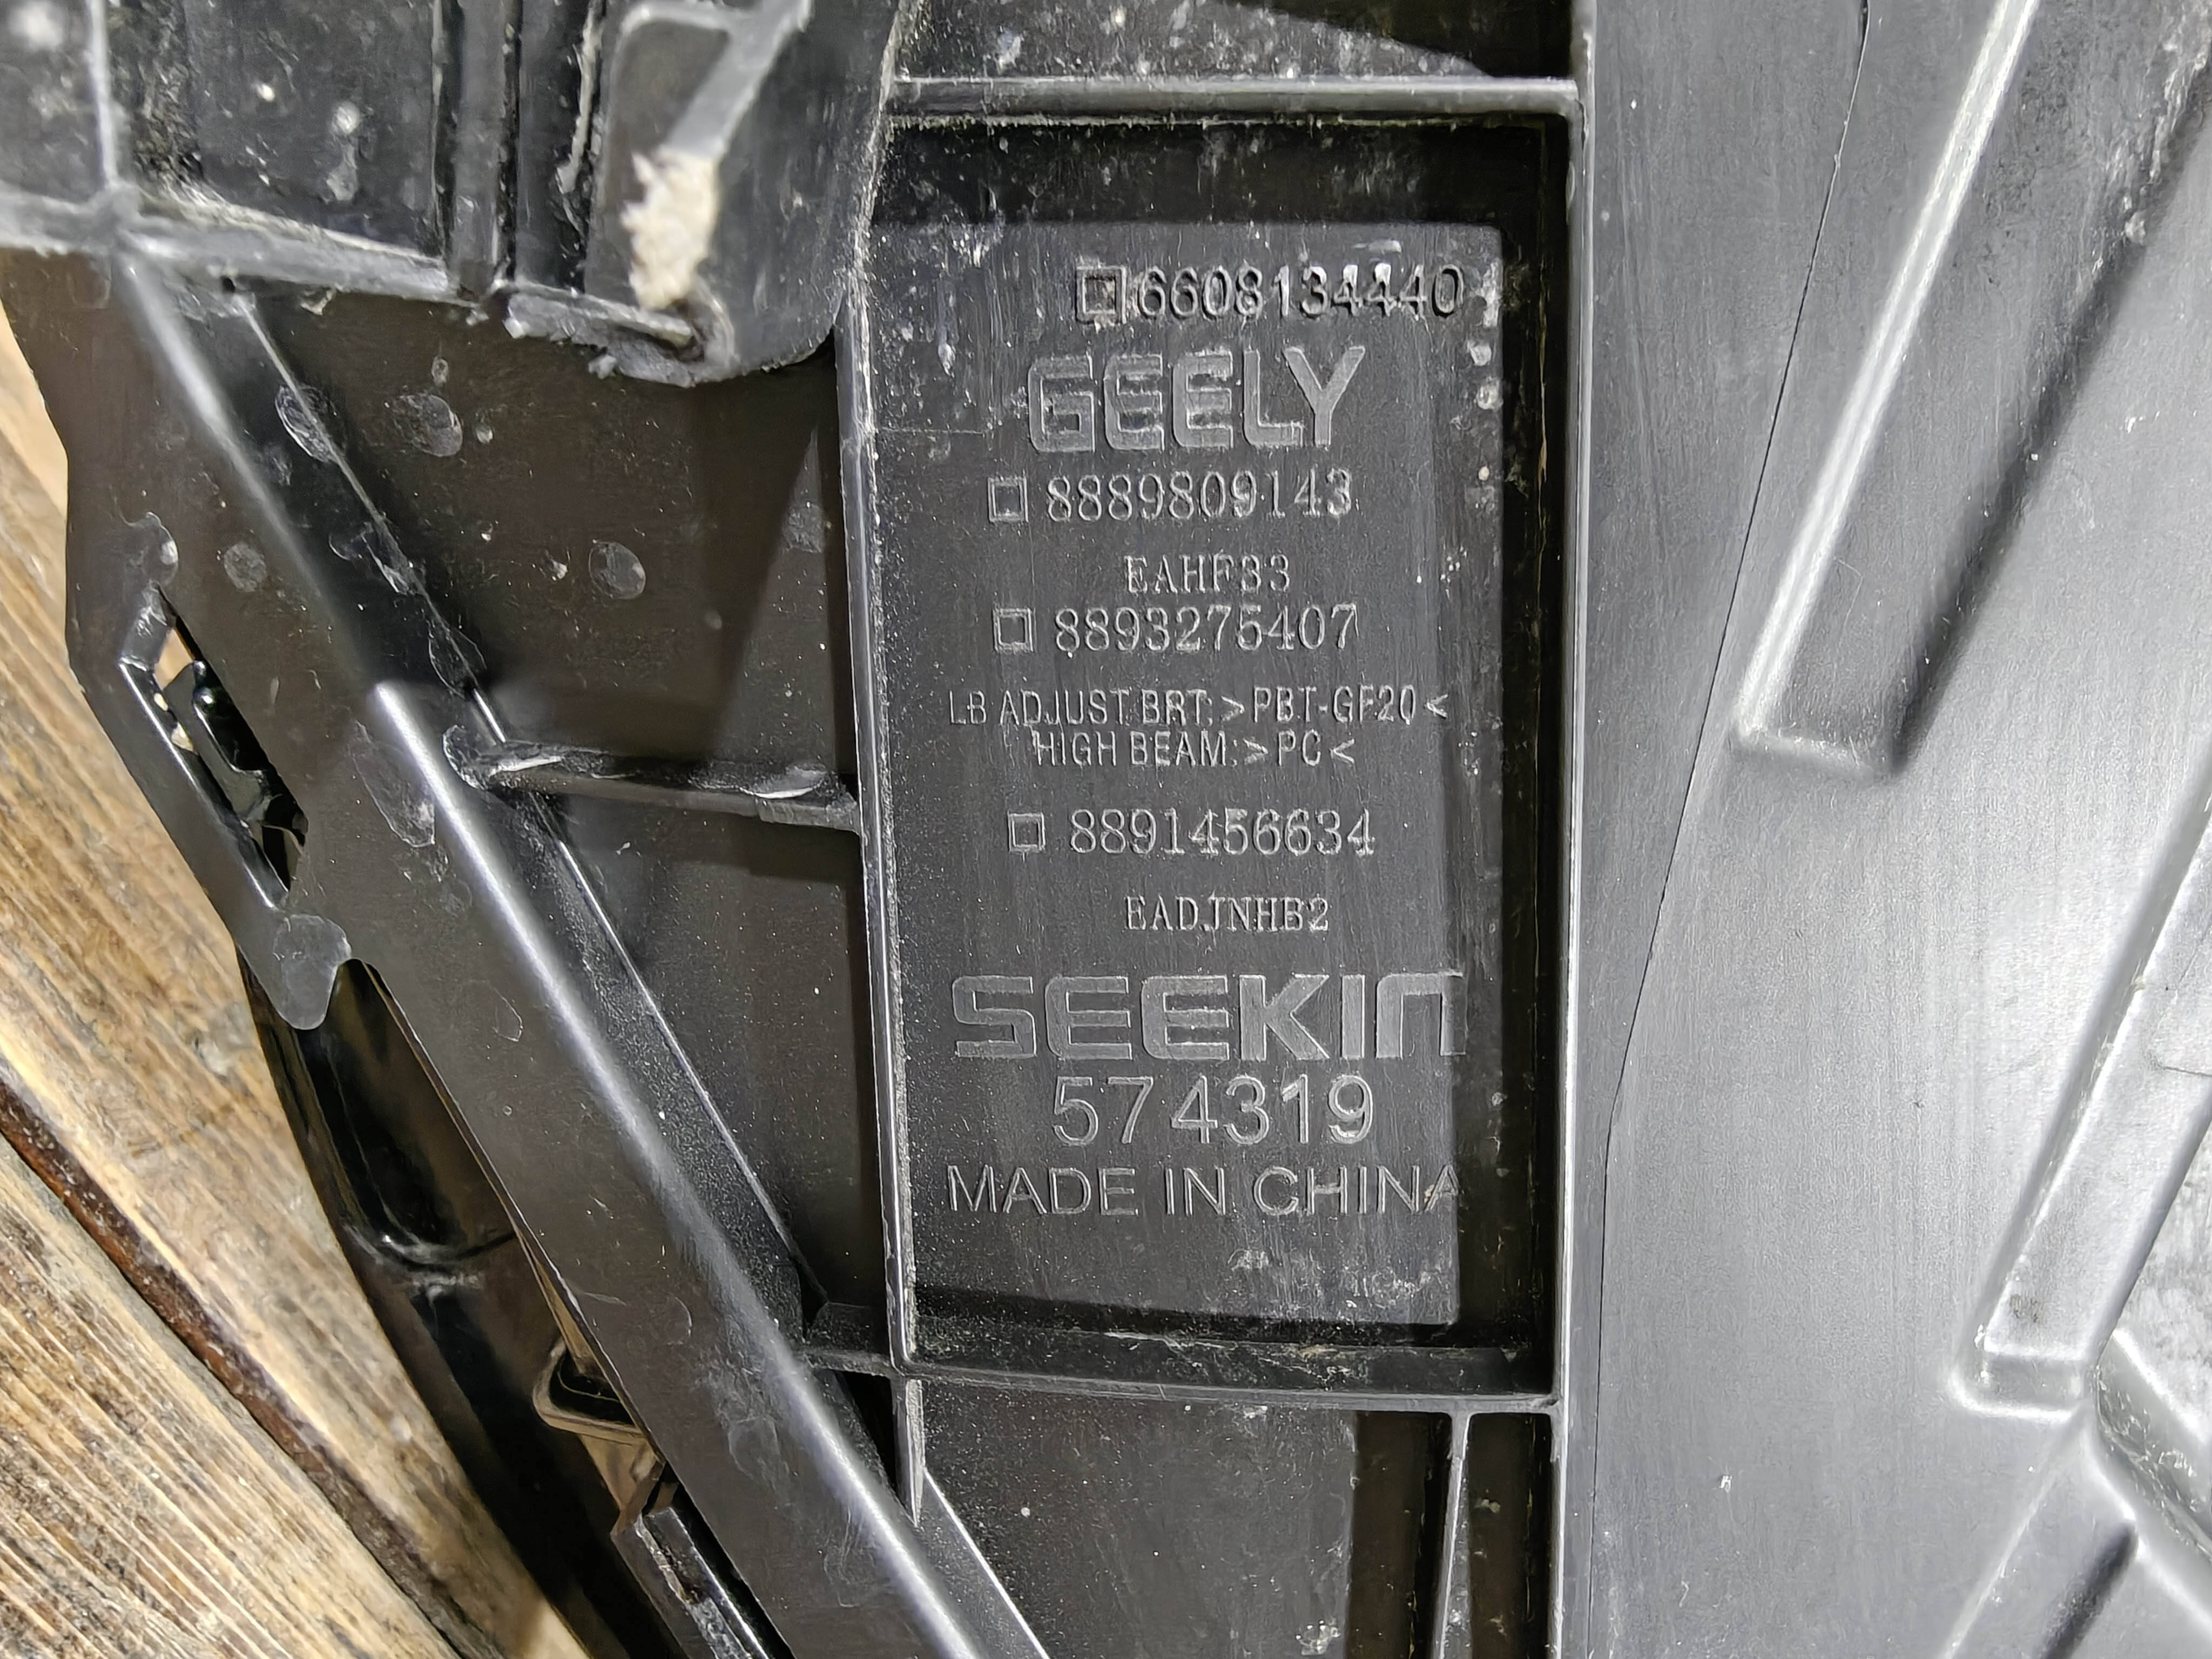 □6608134440
GEELY
□ 8889809143
EAHF33
□ 8893275407
LB ADJUST BRT:>PBT-GF20<
HIGH BEAM:>PC<
□ 8891456634
EADJNHB2
SEEKIN
574319
MADE IN CHINA